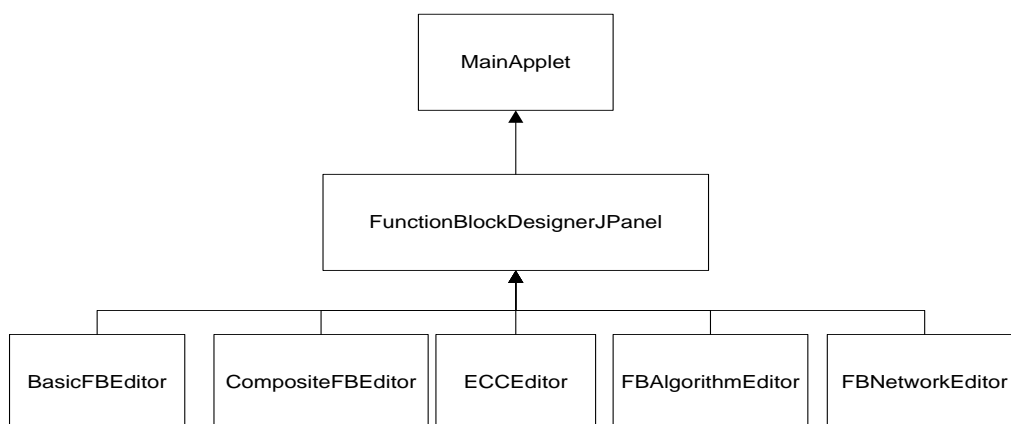 MainApplet
FunctionBlockDesignerJPanel
BasicFBEditor
CompositeFBEditor
ECCEditor
FBAlgorithmEditor
FBNetworkEditor